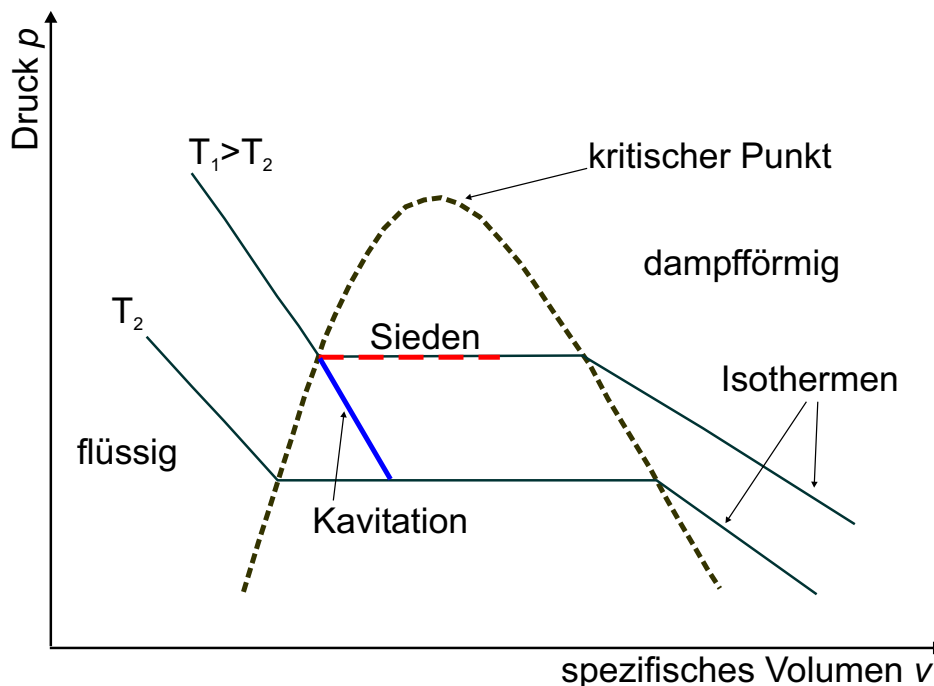 Druck p
T₁>T₂
kritischer Punkt
dampfförmig
T₂
Sieden
Isothermen
flüssig
Kavitation
spezifisches Volumen v